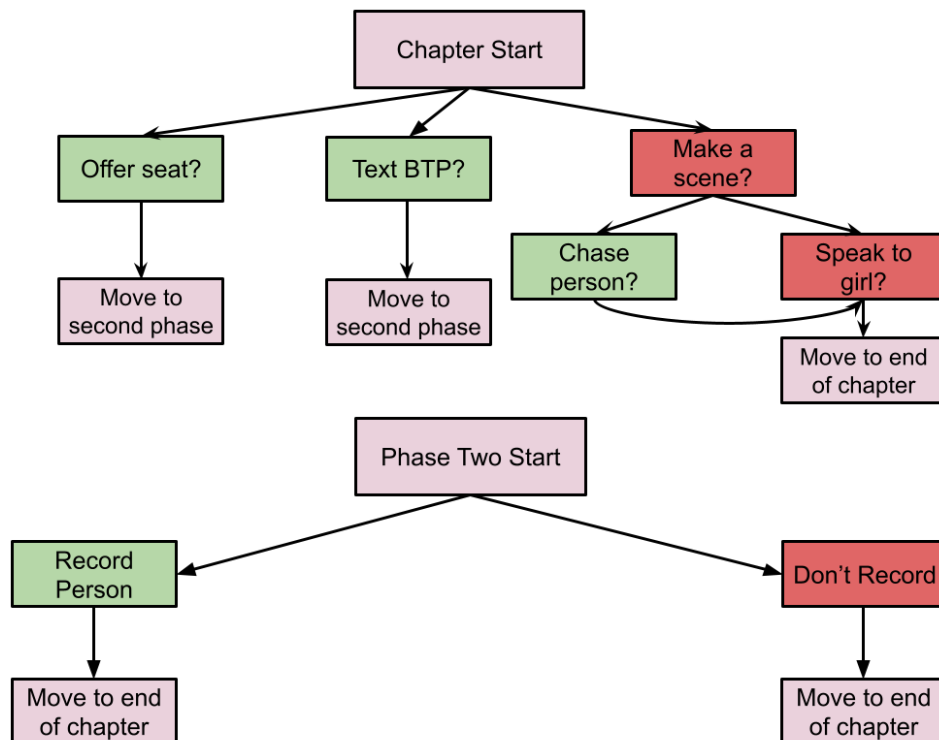 Chapter Start
Offer seat?
Text BTP?
Make a
scene?
Chase
person?
Speak to
girl?
Move to
second phase
Move to
second phase
Move to end
of chapter
Phase Two Start
Record
Person
Don’t Record
Move to end
of chapter
Move to end
of chapter